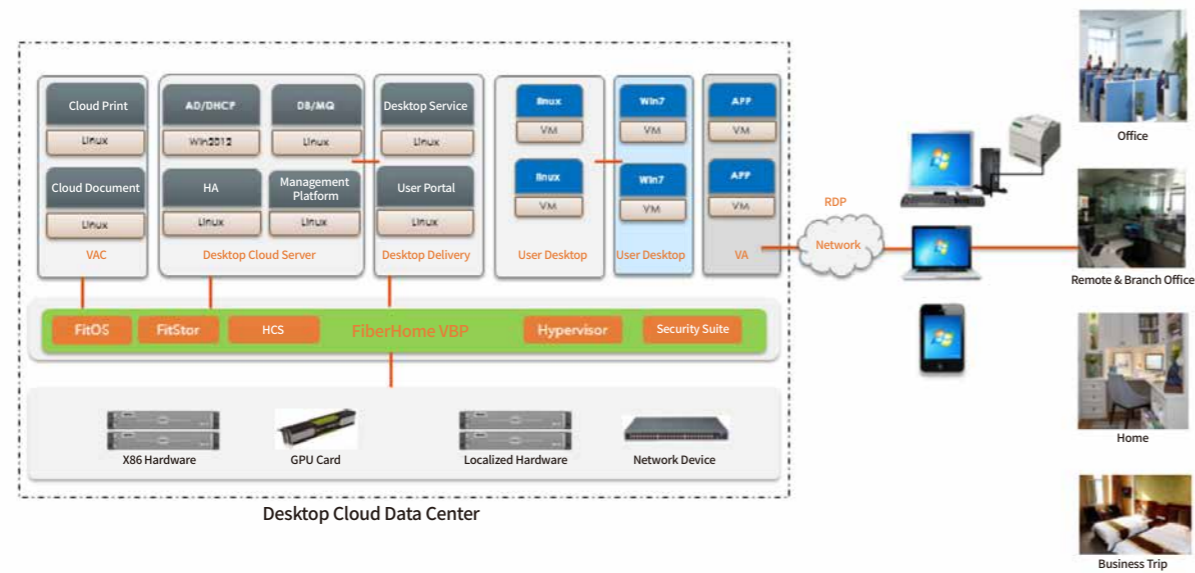 Cloud Print
Linux
Cloud Document
Linux
VAC
AD/DHCP
Win2012
DB/MQ
Linux
HA
Linux
Management
Platform
Linux
Desktop Cloud Server
Desktop Service
Linux
User Portal
Linux
Desktop Delivery
linux
VM
linux
VM
User Desktop
Win7
VM
Win7
VM
User Desktop
APP
VM
APP
VM
VA
FitOS
FitStor
HCS
FiberHome VBP
Hypervisor
Security Suite
X86 Hardware
GPU Card
Localized Hardware
Network Device
Desktop Cloud Data Center
RDP
Network
Office
Remote & Branch Office
Home
Business Trip